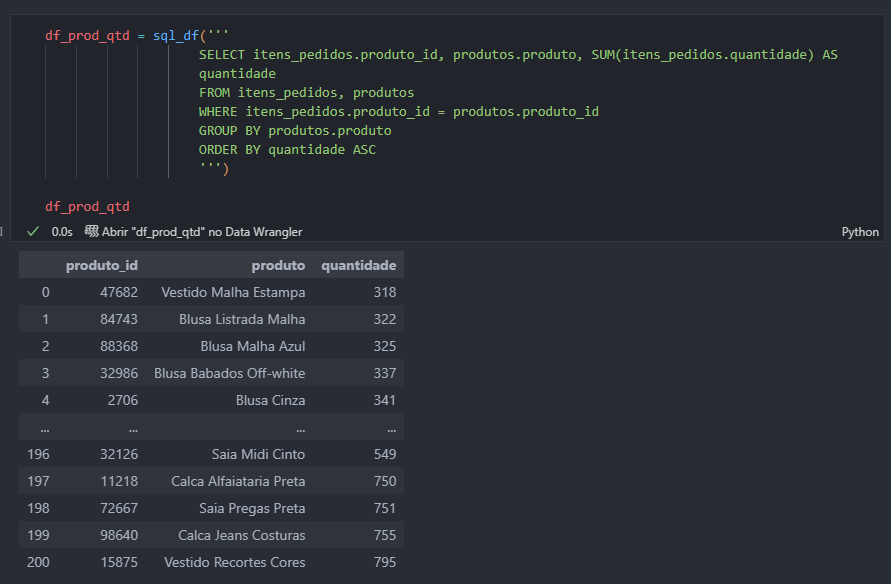 df_prod_qtd = sql_df('''
SELECT itens_pedidos.produto_id, produtos.produto, SUM(itens_pedidos.quantidade) AS
quantidade
FROM itens_pedidos, produtos
WHERE itens_pedidos.produto_id = produtos.produto_id
GROUP BY produtos.produto
ORDER BY quantidade ASC
''')
df_prod_qtd
0.0s Abrir "df_prod_qtd" no Data Wrangler Python
produto_id produto quantidade
0 47682 Vestido Malha Estampa 318
1 84743 Blusa Listrada Malha 322
2 88368 Blusa Malha Azul 325
3 32986 Blusa Babados Off-white 337
4 2706 Blusa Cinza 341
... ... ... ...
196 32126 Saia Midi Cinto 549
197 11218 Calca Alfaiataria Preta 750
198 72667 Saia Pregas Preta 751
199 98640 Calca Jeans Costuras 755
200 15875 Vestido Recortes Cores 795